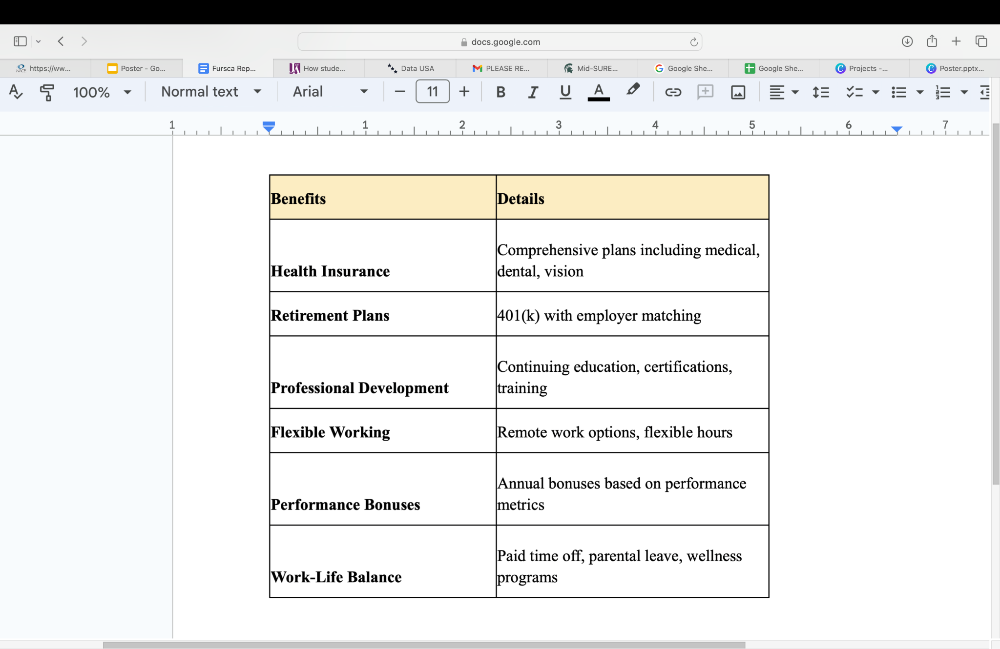 docs.google.com
https://ww...
Poster - Go...
Fursca Rep...
How stude...
Data USA
PLEASE RE...
Mid-SURE...
Google She...
Google She...
Projects -...
Poster.pptx...
100%
Normal text
Arial
11
B I U A
1 1 2 3 4 5 6 7
Benefits
Details
Health Insurance
Comprehensive plans including medical,
dental, vision
Retirement Plans
401(k) with employer matching
Professional Development
Continuing education, certifications,
training
Flexible Working
Remote work options, flexible hours
Performance Bonuses
Annual bonuses based on performance
metrics
Work-Life Balance
Paid time off, parental leave, wellness
programs